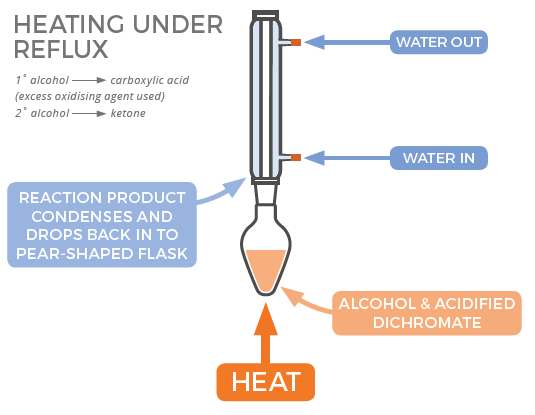 HEATING UNDER
REFLUX
1° alcohol ⟶ carboxylic acid
(excess oxidising agent used)
2° alcohol ⟶ ketone
WATER OUT
WATER IN
REACTION PRODUCT
CONDENSES AND
DROPS BACK IN TO
PEAR-SHAPED FLASK
ALCOHOL & ACIDIFIED
DICHROMATE
HEAT